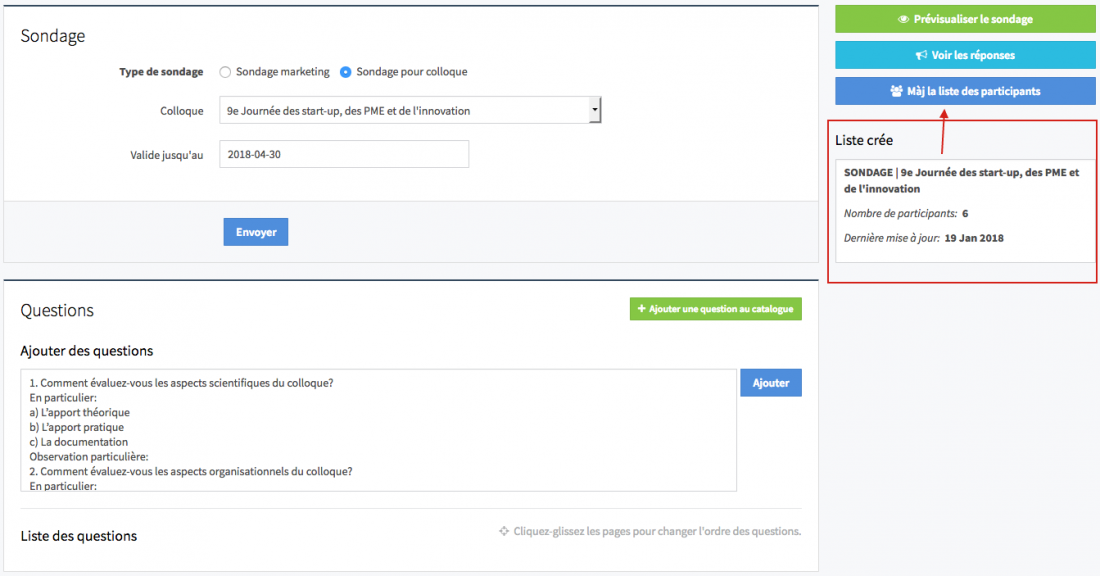 Sondage
Type de sondage Sondage marketing Sondage pour colloque
Colloque 9e Journée des start-up, des PME et de l'innovation
Valide jusqu'au 2018-04-30
Envoyer
Questions
Ajouter une question au catalogue
Ajouter des questions
1. Comment évaluez-vous les aspects scientifiques du colloque?
En particulier:
a) L'apport théorique
b) L'apport pratique
c) La documentation
Observation particulière:
2. Comment évaluez-vous les aspects organisationnels du colloque?
En particulier:
Ajouter
Liste des questions
Cliquez-glissez les pages pour changer l'ordre des questions.
Prévisualiser le sondage
Voir les réponses
Màj la liste des participants
Liste crée
SONDAGE | 9e Journée des start-up, des PME et
de l'innovation
Nombre de participants: 6
Dernière mise à jour: 19 Jan 2018